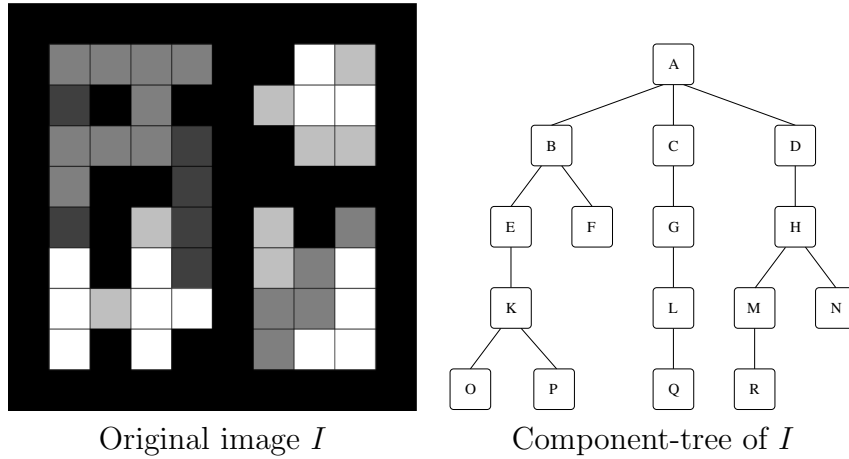 A
B C D
E F G H
K L M N
O P Q R
Original image I Component-tree of I